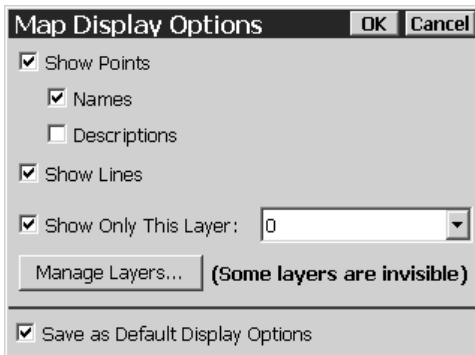 Map Display Options OK Cancel
Show Points
Names
Descriptions
Show Lines
Show Only This Layer: 0
Manage Layers... (Some layers are invisible)
Save as Default Display Options